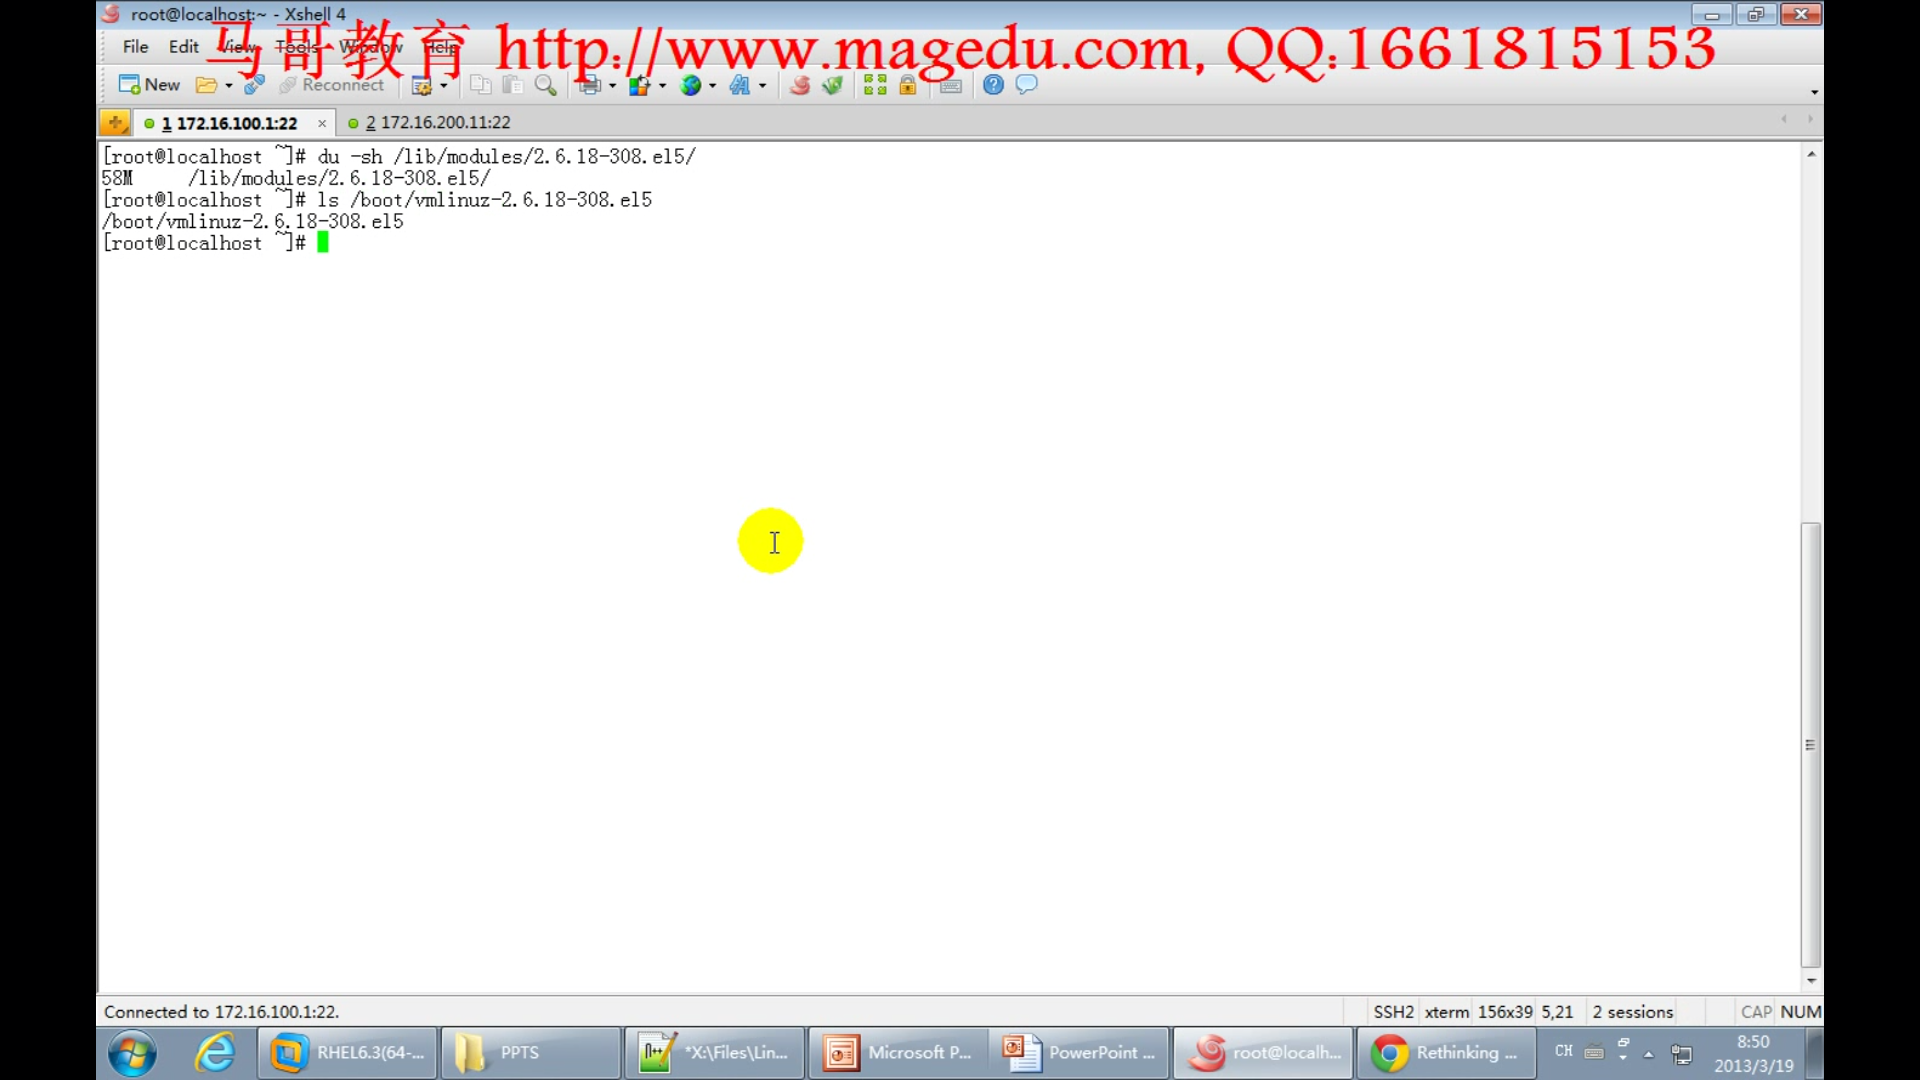 root@localhost:~ - Xshell 4
马哥教育 http://www.magedu.com, QQ:1661815153
File Edit View Tools Window Help
New Reconnect
1 172.16.100.1:22 × 2 172.16.200.11:22
[root@localhost ~]# du -sh /lib/modules/2.6.18-308.el5/
58M /lib/modules/2.6.18-308.el5/
[root@localhost ~]# ls /boot/vmlinuz-2.6.18-308.el5
/boot/vmlinuz-2.6.18-308.el5
[root@localhost ~]#
Connected to 172.16.100.1:22. SSH2 xterm 156x39 5,21 2 sessions CAP NUM
RHEL6.3(64-... PPTS *X:\Files\Lin... Microsoft P... PowerPoint ... root@localh... Rethinking ... CH 8:50
2013/3/19